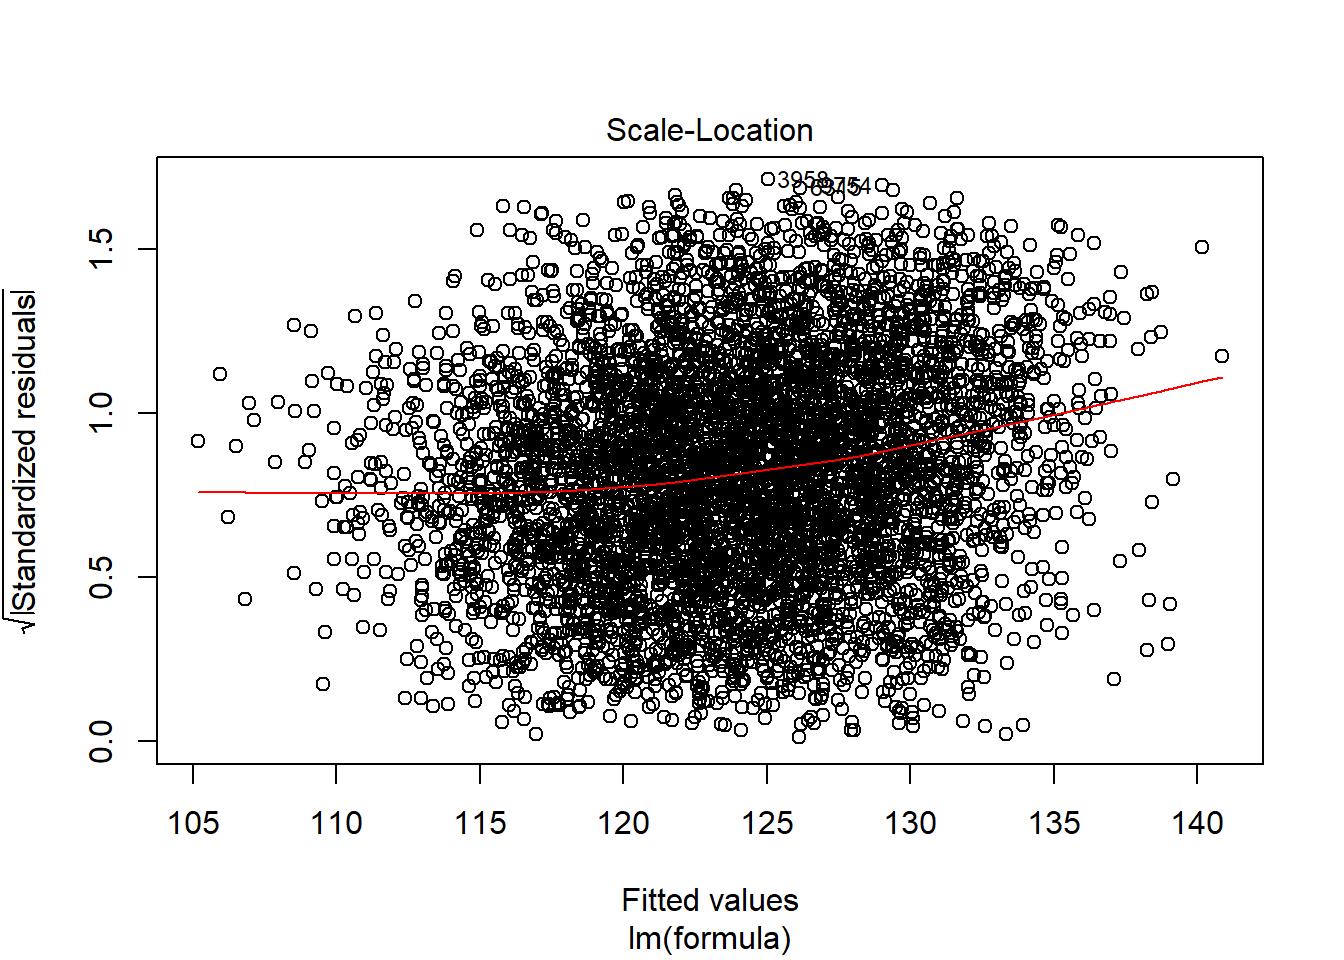 Scale-Location
3958
√|Standardized residuals|
1.5
1.0
0.5
0.0
105 110 115 120 125 130 135 140
Fitted values
lm(formula)